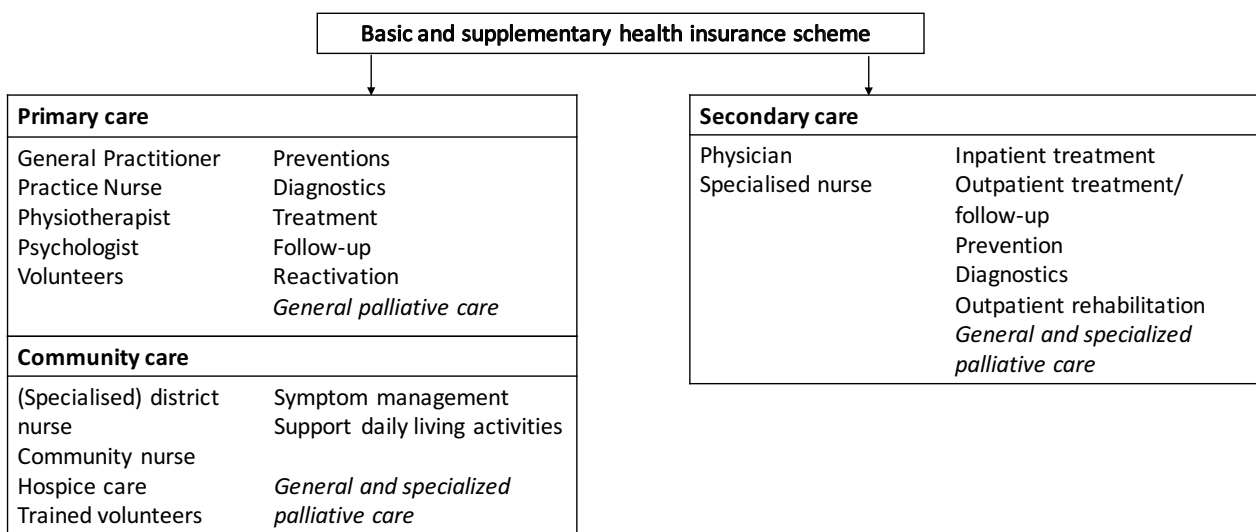 Basic and supplementary health insurance scheme
Primary care
General Practitioner
Practice Nurse
Physiotherapist
Psychologist
Volunteers
Preventions
Diagnostics
Treatment
Follow-up
Reactivation
General palliative care
Community care
(Specialised) district
nurse
Community nurse
Hospice care
Trained volunteers
Symptom management
Support daily living activities
General and specialized
palliative care
Secondary care
Physician
Specialised nurse
Inpatient treatment
Outpatient treatment/
follow-up
Prevention
Diagnostics
Outpatient rehabilitation
General and specialized
palliative care